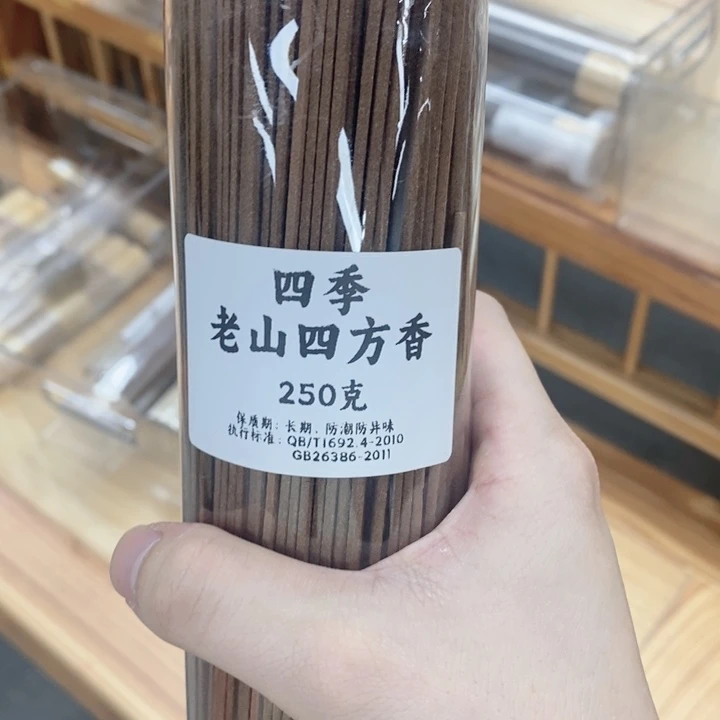 四季
老山四方香
250克
保质期：长期、防潮防异味
执行标准：QB/T1692.4-2010
GB26386-2011